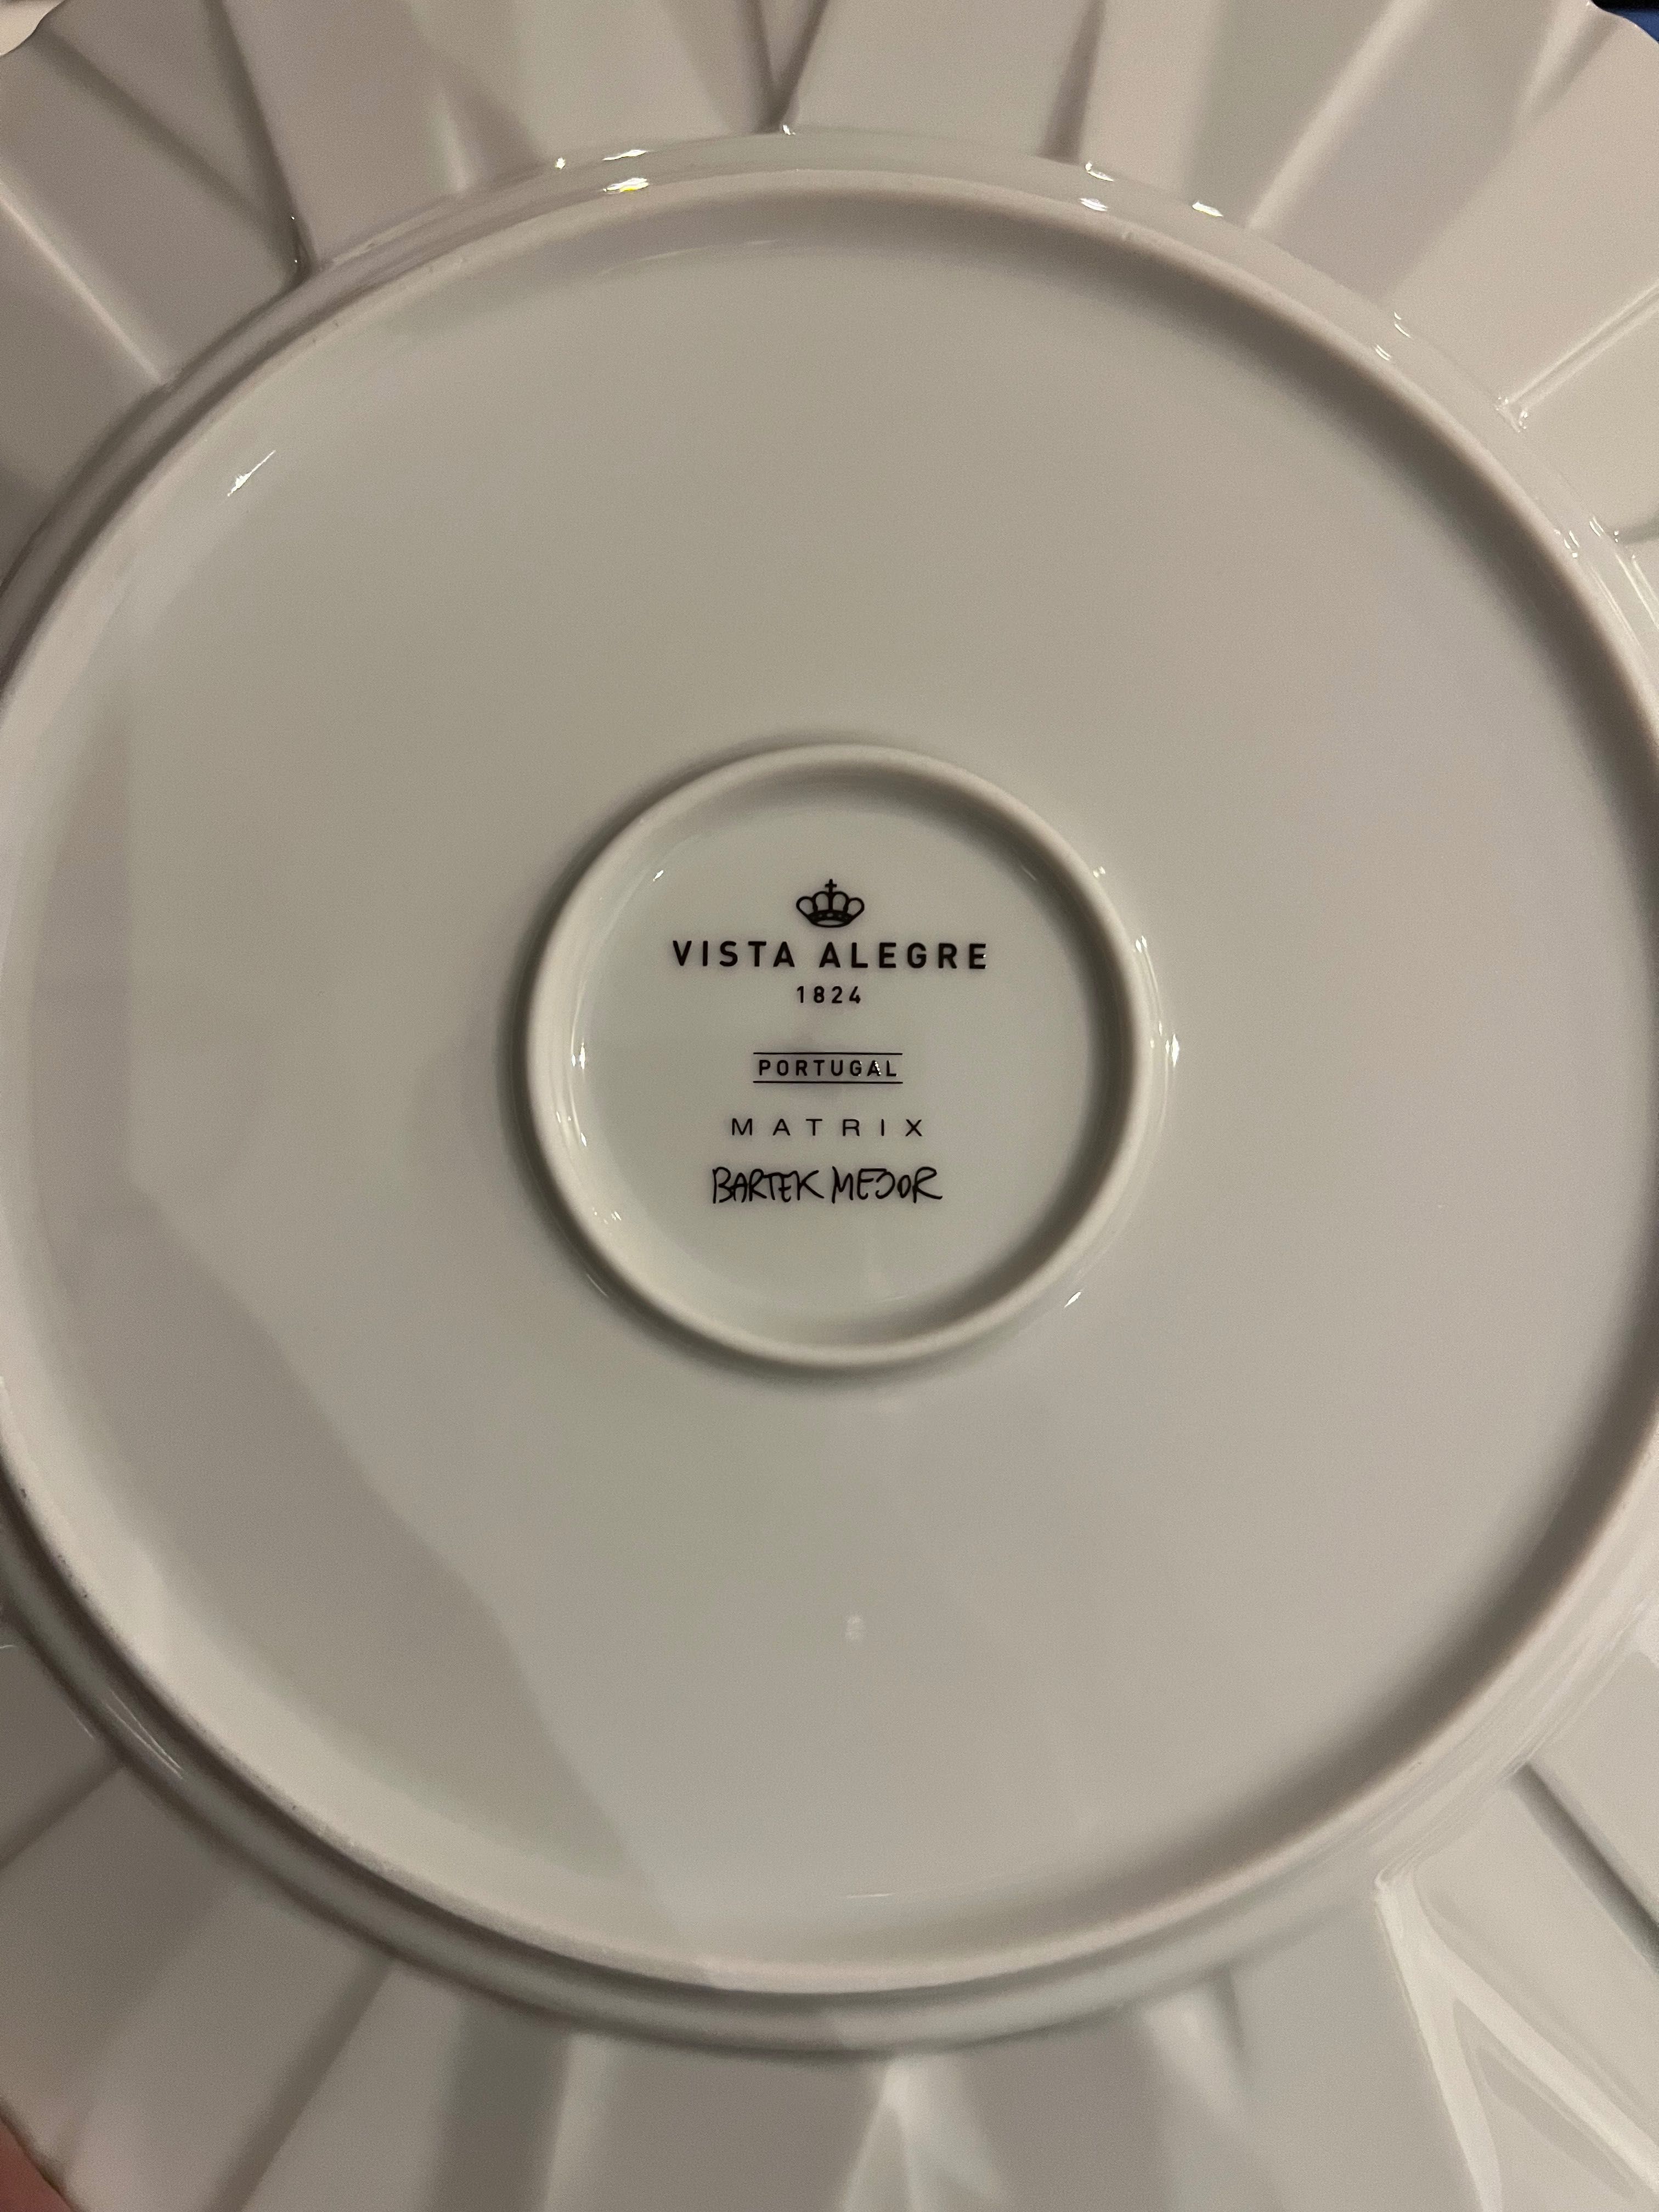 VISTA ALEGRE
1824
PORTUGAL
MATRIX
BARTEK MEJOR